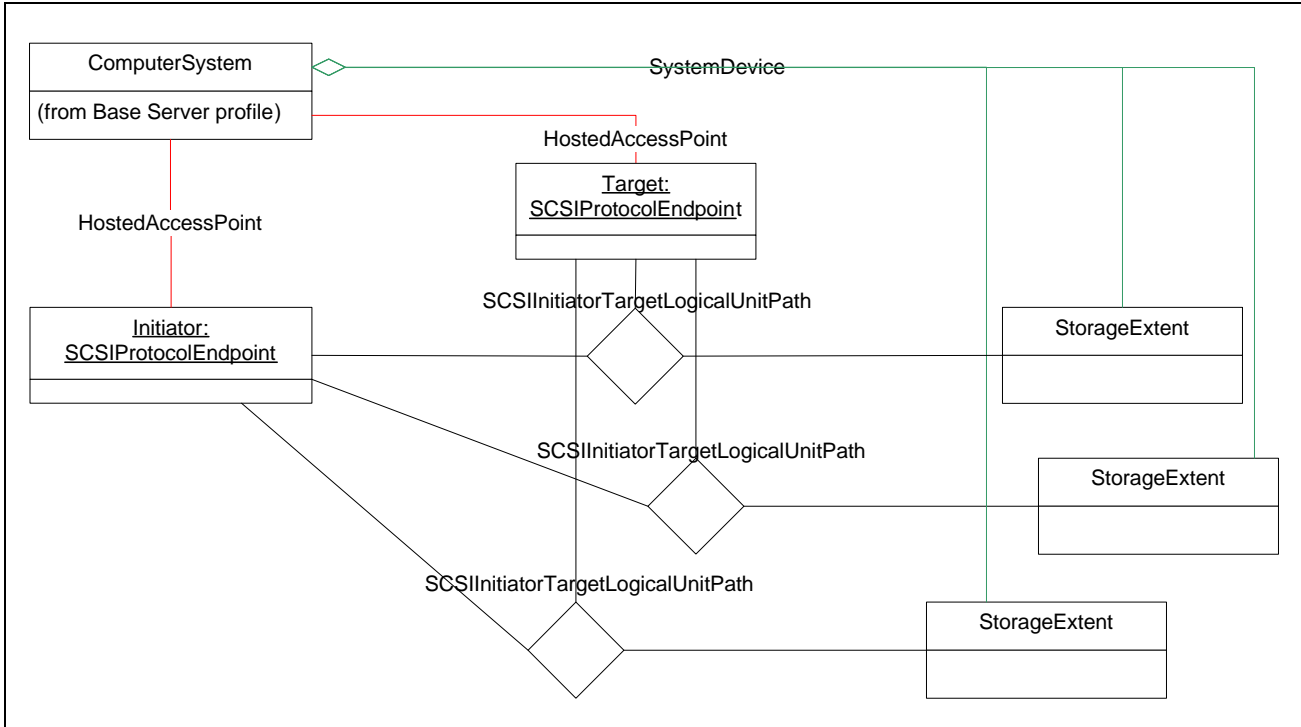 ComputerSystem
(from Base Server profile)
SystemDevice
HostedAccessPoint
Target:
SCSIProtocolEndpoint
HostedAccessPoint
SCSIInitiatorTargetLogicalUnitPath
Initiator:
SCSIProtocolEndpoint
StorageExtent
SCSIInitiatorTargetLogicalUnitPath
StorageExtent
SCSIInitiatorTargetLogicalUnitPath
StorageExtent